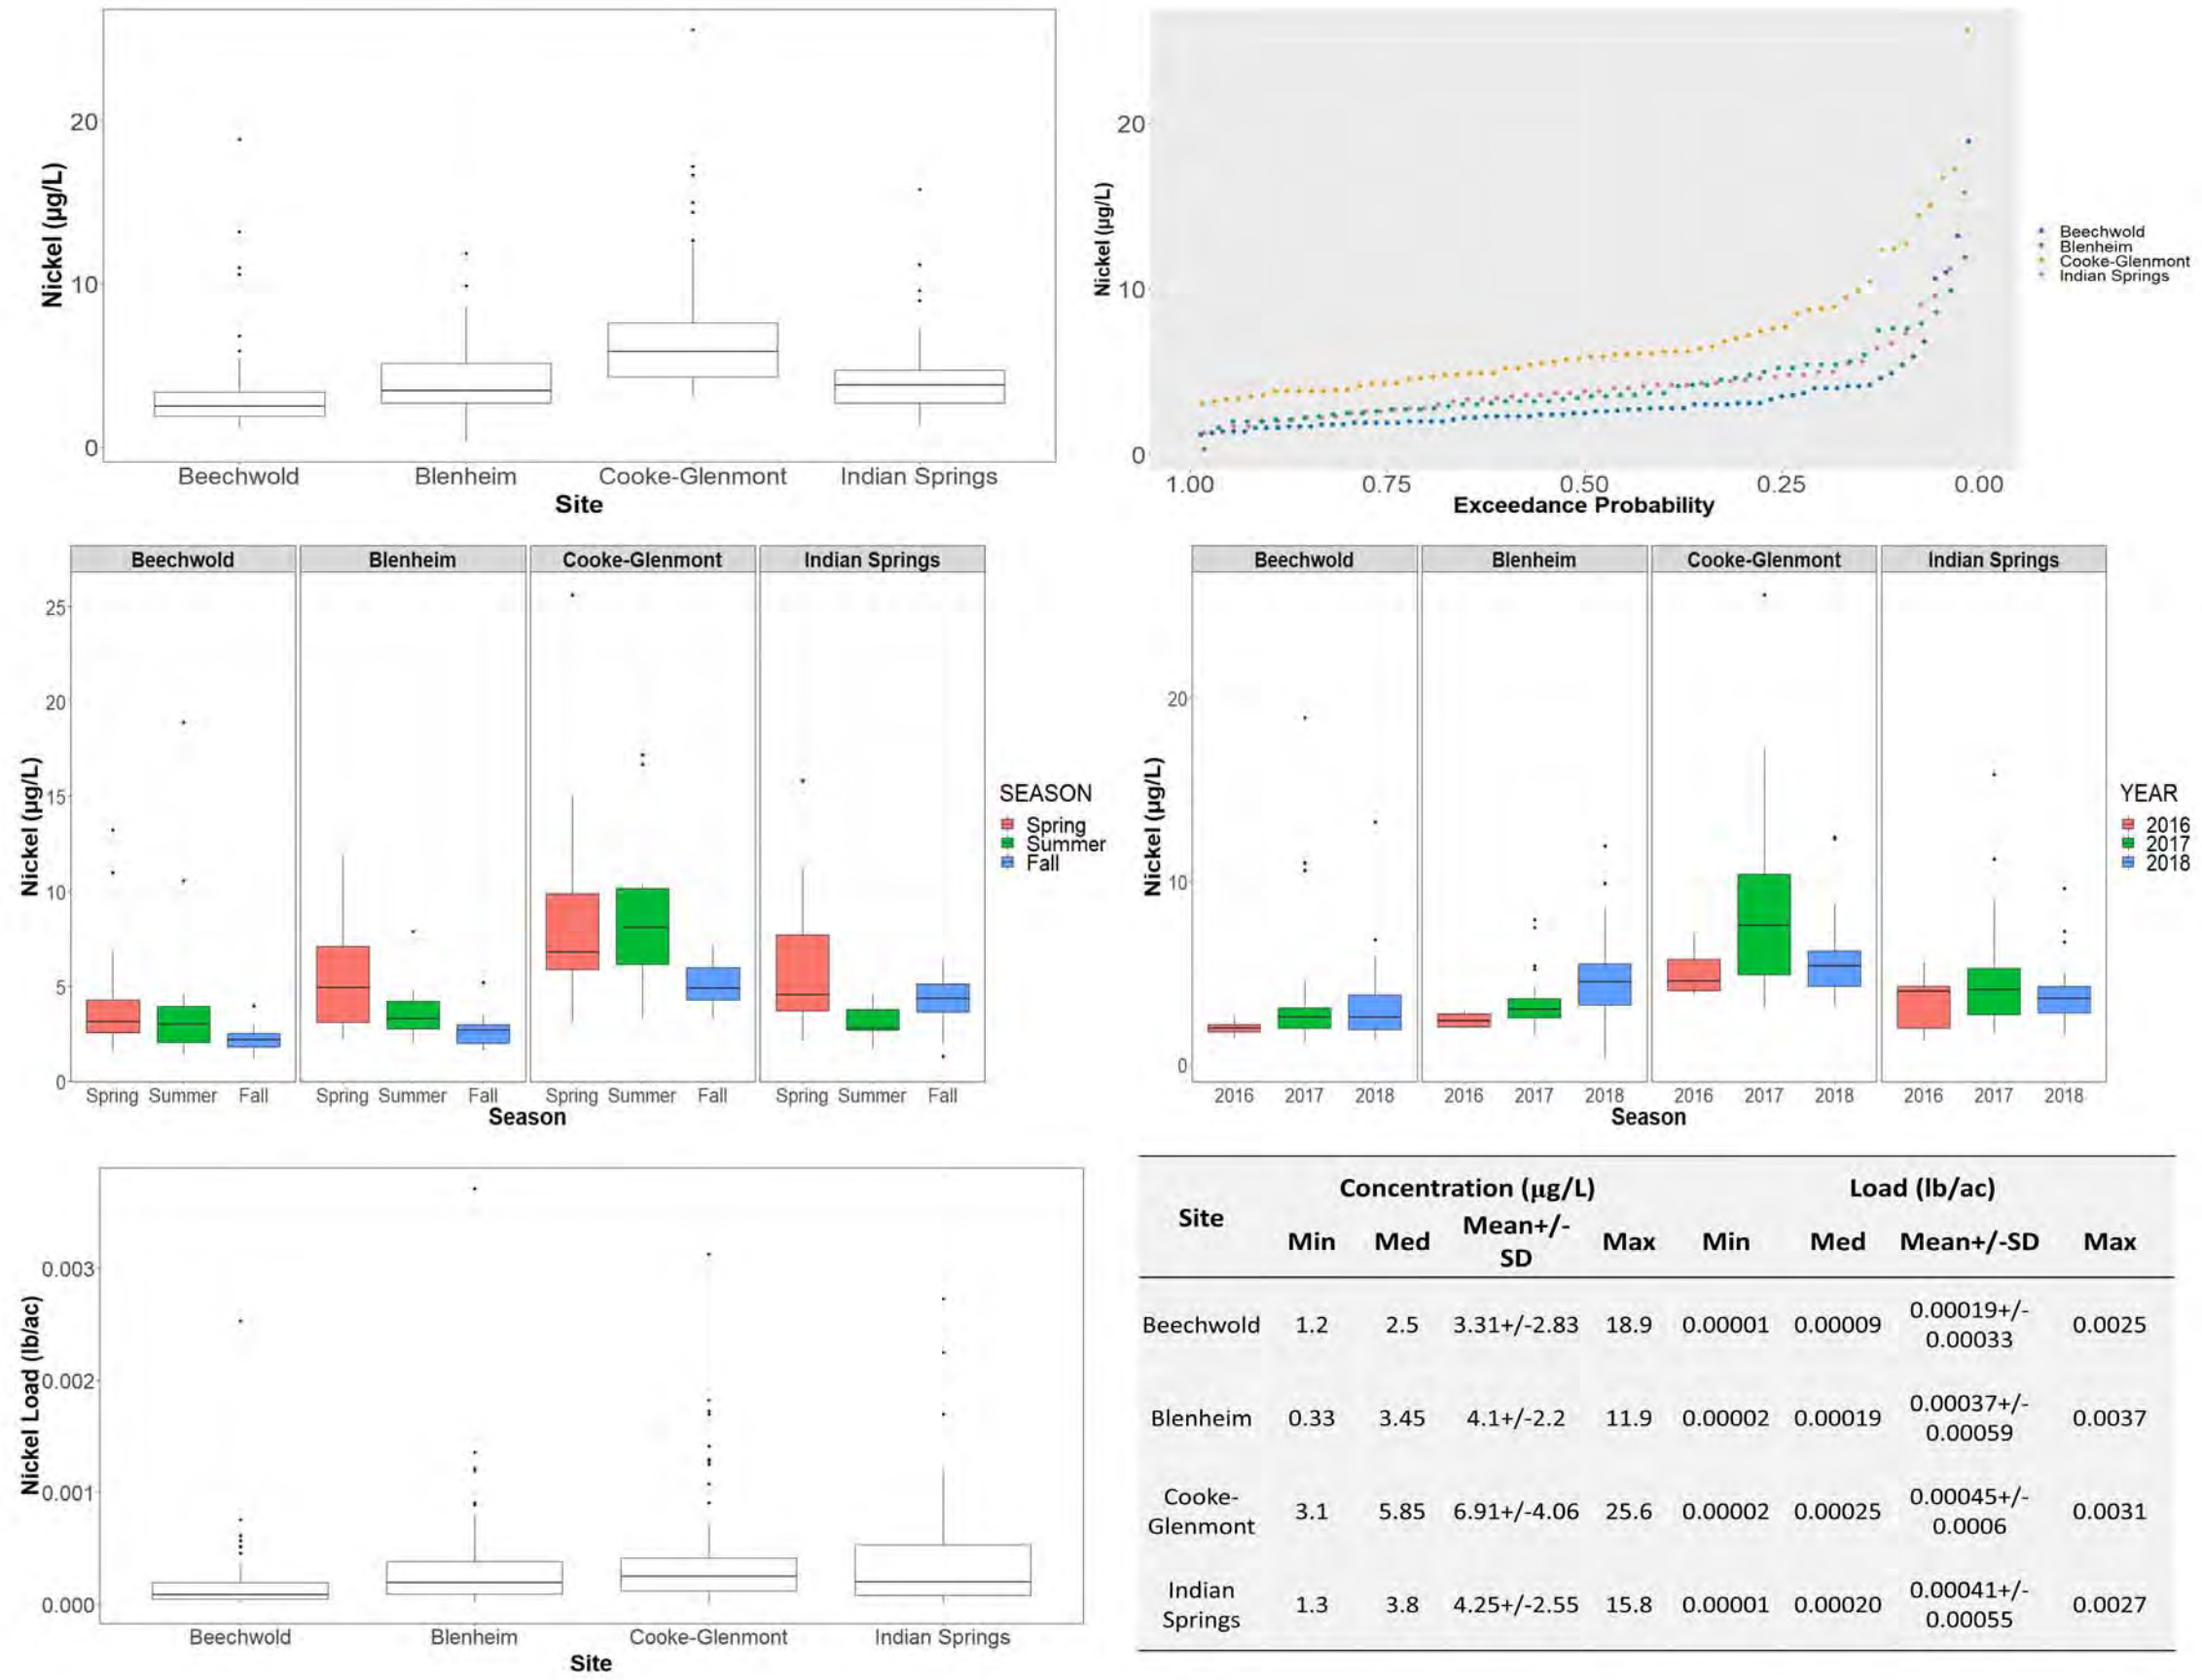 20
10
0
Nickel (µg/L)
Beechwold Blenheim Cooke-Glenmont Indian Springs
Site
20
10
0
Nickel (µg/L)
1.00 0.75 0.50 0.25 0.00
Exceedance Probability
Beechwold
Blenheim
Cooke-Glenmont
Indian Springs
Beechwold Blenheim Cooke-Glenmont Indian Springs
25
20
15
10
5
0
Nickel (µg/L)
Spring Summer Fall Spring Summer Fall Spring Summer Fall Spring Summer Fall
Season
SEASON
Spring
Summer
Fall
Beechwold Blenheim Cooke-Glenmont Indian Springs
20
10
0
Nickel (µg/L)
2016 2017 2018 2016 2017 2018 2016 2017 2018 2016 2017 2018
Season
YEAR
2016
2017
2018
0.003
0.002
0.001
0.000
Nickel Load (lb/ac)
Beechwold Blenheim Cooke-Glenmont Indian Springs
Site
Concentration (µg/L) Load (lb/ac)
Site Min Med Mean+/- SD Max Min Med Mean+/-SD Max
Beechwold 1.2 2.5 3.31+/-2.83 18.9 0.00001 0.00009 0.00019+/- 0.00033 0.0025
Blenheim 0.33 3.45 4.1+/-2.2 11.9 0.00002 0.00019 0.00037+/- 0.00059 0.0037
Cooke- Glenmont 3.1 5.85 6.91+/-4.06 25.6 0.00002 0.00025 0.00045+/- 0.0006 0.0031
Indian Springs 1.3 3.8 4.25+/-2.55 15.8 0.00001 0.00020 0.00041+/- 0.00055 0.0027